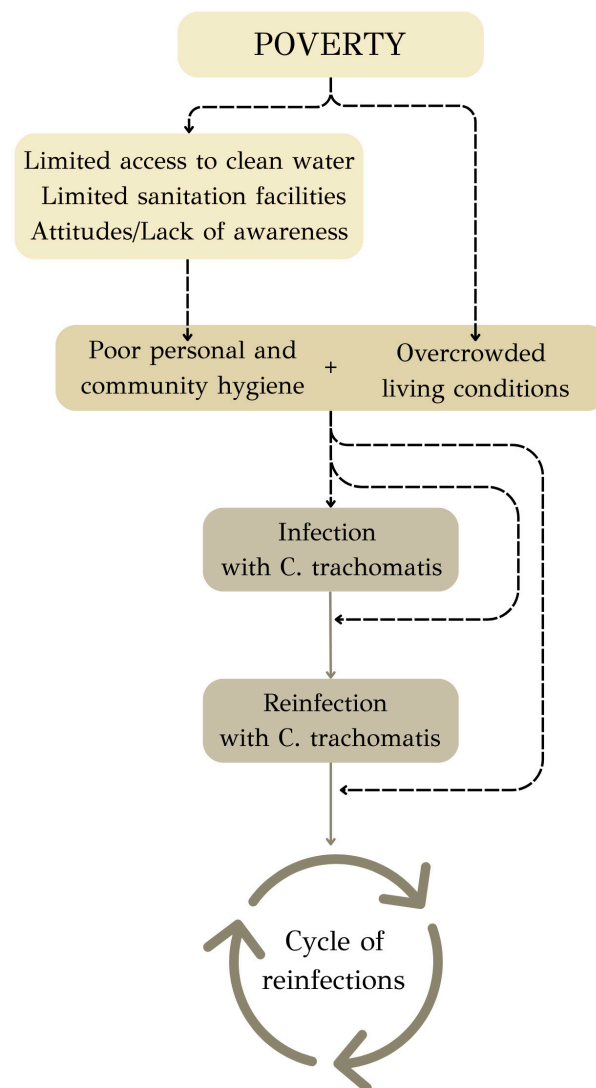 POVERTY
Limited access to clean water
Limited sanitation facilities
Attitudes/Lack of awareness
Poor personal and
community hygiene
+
Overcrowded
living conditions
Infection
with C. trachomatis
Reinfection
with C. trachomatis
Cycle of
reinfections